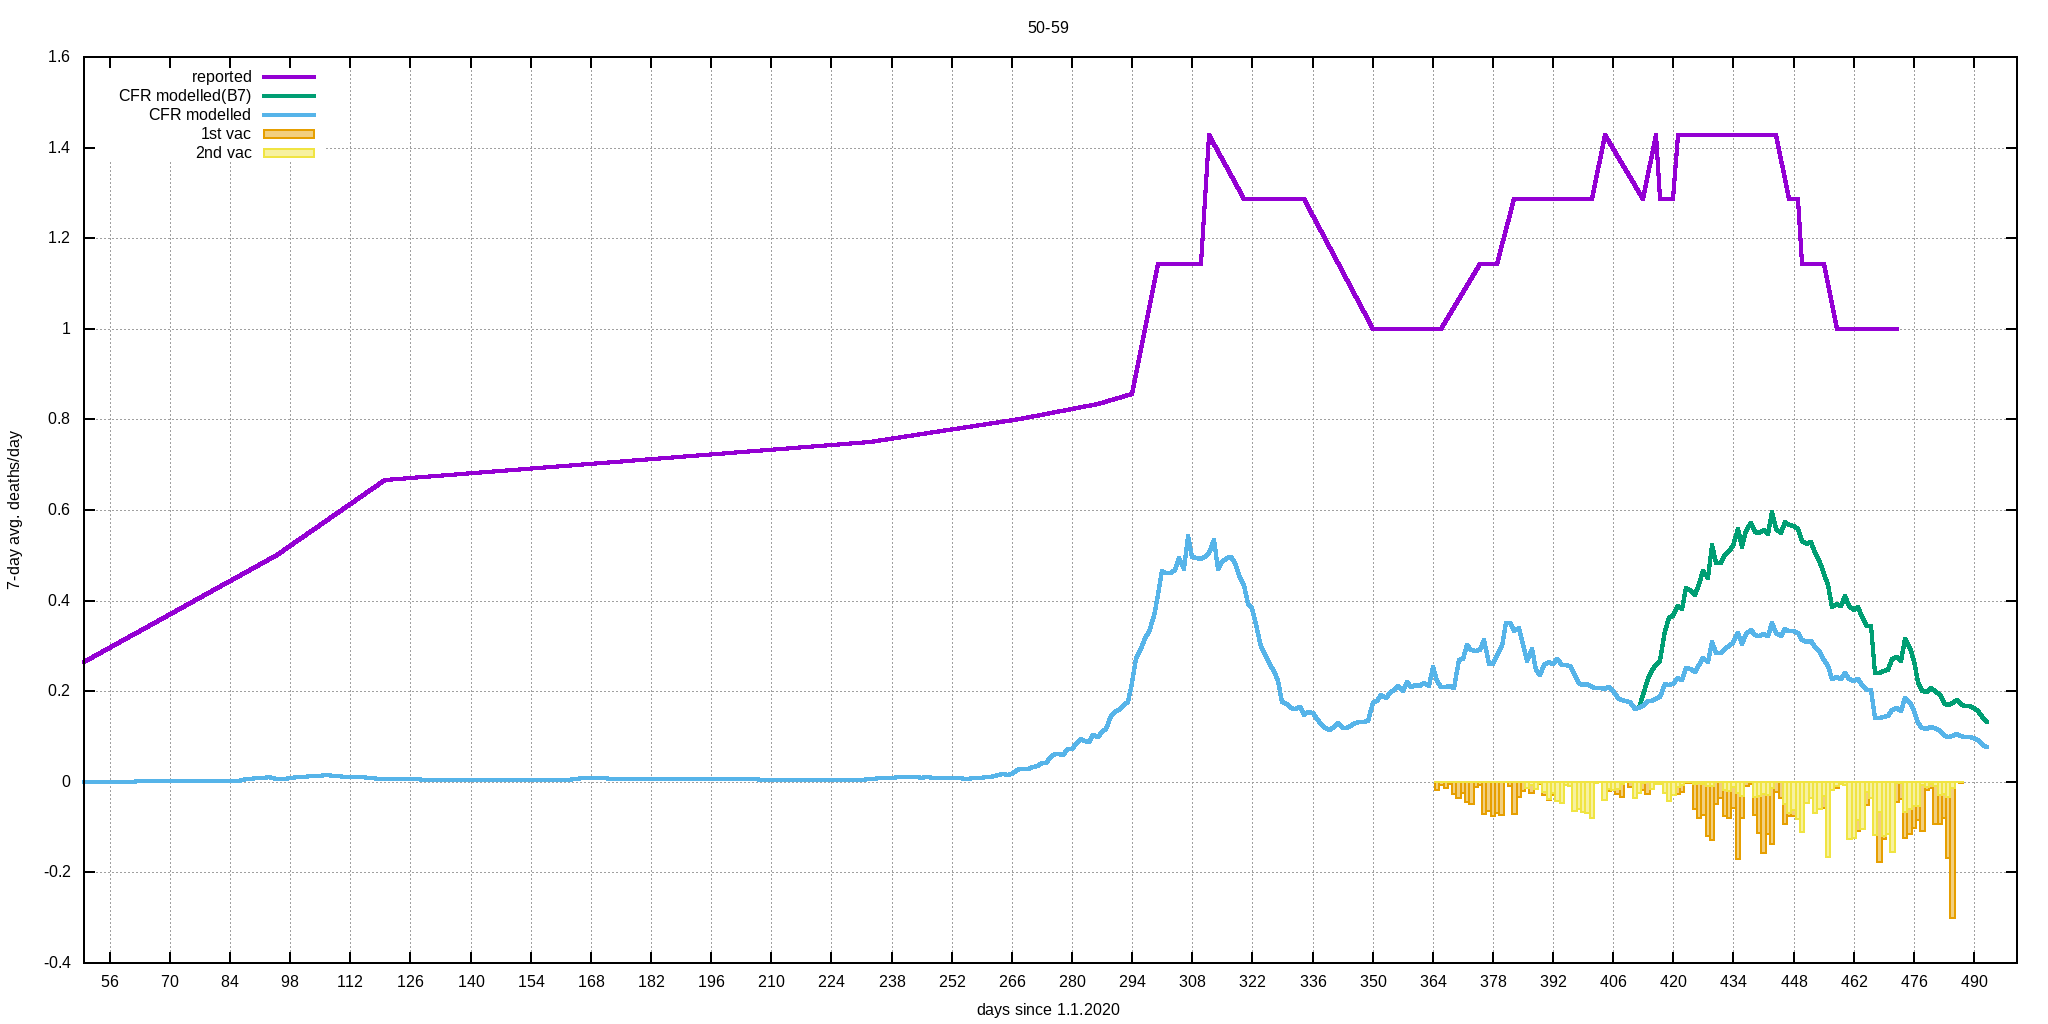 50-59
1.6
1.4
1.2
1
0.8
0.6
0.4
0.2
0
-0.2
-0.4
7-day avg. deaths/day
reported
CFR modelled(B7)
CFR modelled
1st vac
2nd vac
56 70 84 98 112 126 140 154 168 182 196 210 224 238 252 266 280 294 308 322 336 350 364 378 392 406 420 434 448 462 476 490
days since 1.1.2020